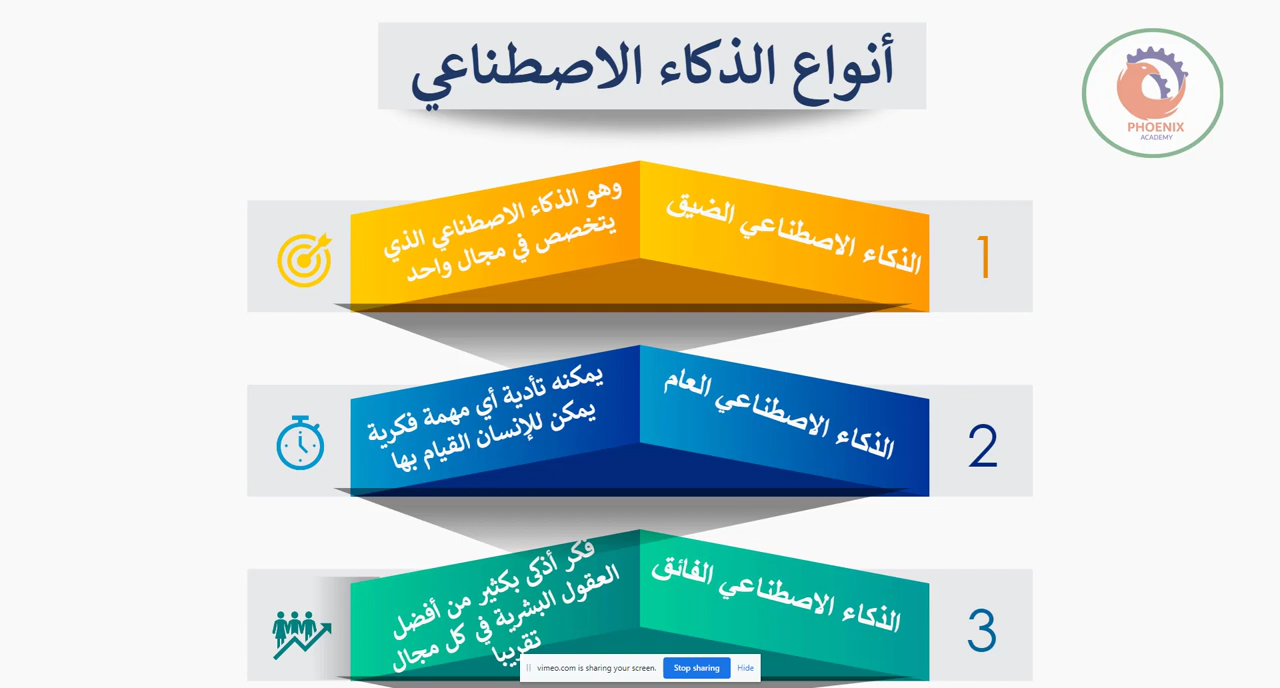 أنواع الذكاء الاصطناعي
PHOENIX
ACADEMY
1
الذكاء الاصطناعي الضيق
وهو الذكاء الاصطناعي الذي
يتخصص في مجال واحد
2
الذكاء الاصطناعي العام
يمكنه تأدية أي مهمة فكرية
يمكن للإنسان القيام بها
3
الذكاء الاصطناعي الفائق
فكر أذكى بكثير من أفضل
العقول البشرية في كل مجال
تقريبا
vimeo.com is sharing your screen. Stop sharing Hide